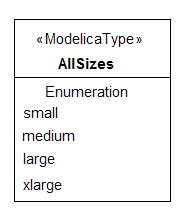 «ModelicaType»
AllSizes
Enumeration
small
medium
large
xlarge